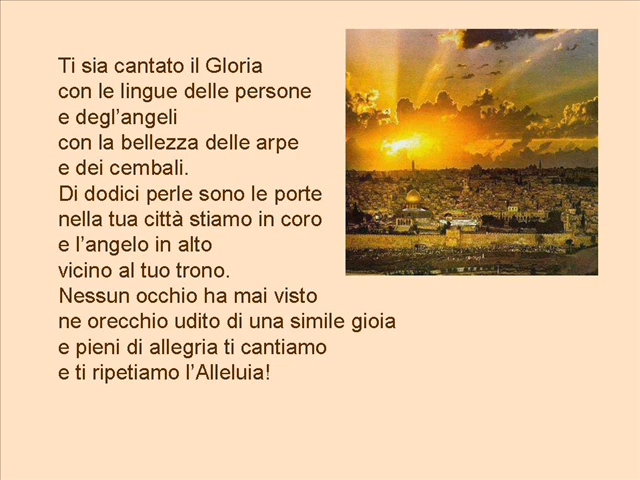 Ti sia cantato il Gloria
con le lingue delle persone
e degl’angeli
con la bellezza delle arpe
e dei cembali.
Di dodici perle sono le porte
nella tua città stiamo in coro
e l’angelo in alto
vicino al tuo trono.
Nessun occhio ha mai visto
ne orecchio udito di una simile gioia
e pieni di allegria ti cantiamo
e ti ripetiamo l’Alleluia!